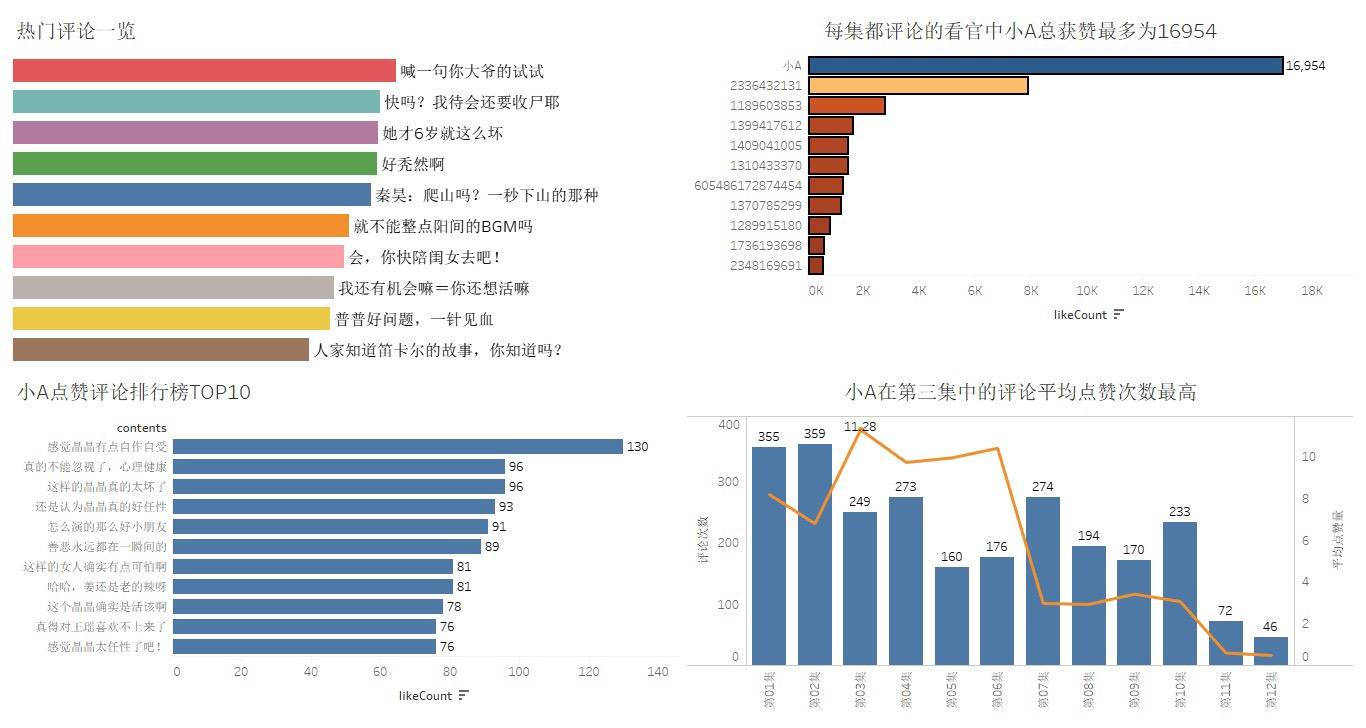 热门评论一览
喊一句你大爷的试试
快吗？我待会还要收尸耶
她才6岁就这么坏
好秃然啊
秦昊：爬山吗？一秒下山的那种
就不能整点阳间的BGM吗
会，你快陪闺女去吧！
我还有机会嘛＝你还想活嘛
普普好问题，一针见血
人家知道笛卡尔的故事，你知道吗？
每集都评论的看官中小A总获赞最多为16954
小A 16,954
2336432131
1189603853
1399417612
1409041005
1310433370
605486172874454
1370785299
1289915180
1736193698
2348169691
0K 2K 4K 6K 8K 10K 12K 14K 16K 18K
likeCount
小A点赞评论排行榜TOP10
contents
感觉晶晶有点自作自受 130
真的不能忽视了，心理健康 96
这样的晶晶真的太坏了 96
还是认为晶晶真的好任性 93
怎么演的那么好小朋友 91
善恶永远都在一瞬间的 89
这样的女人确实有点可怕啊 81
哈哈，姜还是老的辣呀 81
这个晶晶确实是活该啊 78
真得对王瑶喜欢不上来了 76
感觉晶晶太任性了吧！ 76
0 20 40 60 80 100 120 140
likeCount
小A在第三集中的评论平均点赞次数最高
评论次数
400
300
200
100
0
355 359 249 273 160 176 274 194 170 233 72 46
11.28
10
8
6
4
2
0
平均点赞量
第01集 第02集 第03集 第04集 第05集 第06集 第07集 第08集 第09集 第10集 第11集 第12集